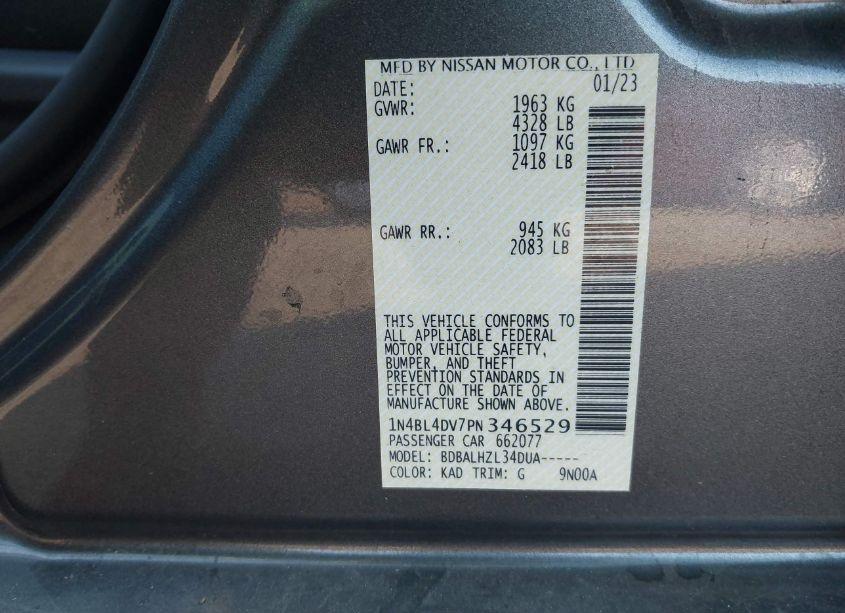 MFD BY NISSAN MOTOR CO., LTD
DATE: 01/23
GVWR: 1963 KG
4328 LB
GAWR FR.: 1097 KG
2418 LB
GAWR RR.: 945 KG
2083 LB
THIS VEHICLE CONFORMS TO
ALL APPLICABLE FEDERAL
MOTOR VEHICLE SAFETY,
BUMPER, AND THEFT
PREVENTION STANDARDS IN
EFFECT ON THE DATE OF
MANUFACTURE SHOWN ABOVE.
1N4BL4DV7PN346529
PASSENGER CAR 662077
MODEL: BDBALHZL34DUA-----
COLOR: KAD TRIM: G 9N00A